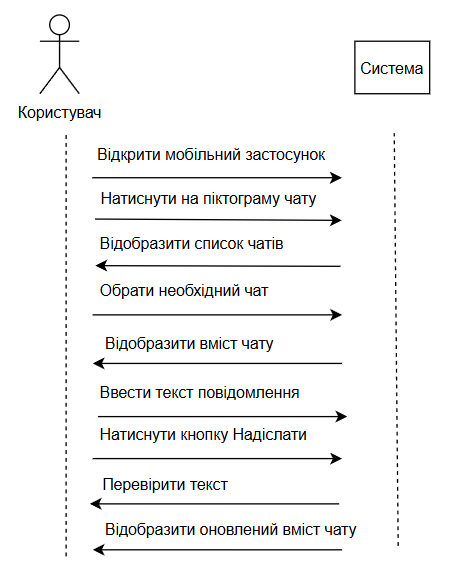 Користувач
Система
Відкрити мобільний застосунок
Натиснути на піктограму чату
Відобразити список чатів
Обрати необхідний чат
Відобразити вміст чату
Ввести текст повідомлення
Натиснути кнопку Надіслати
Перевірити текст
Відобразити оновлений вміст чату